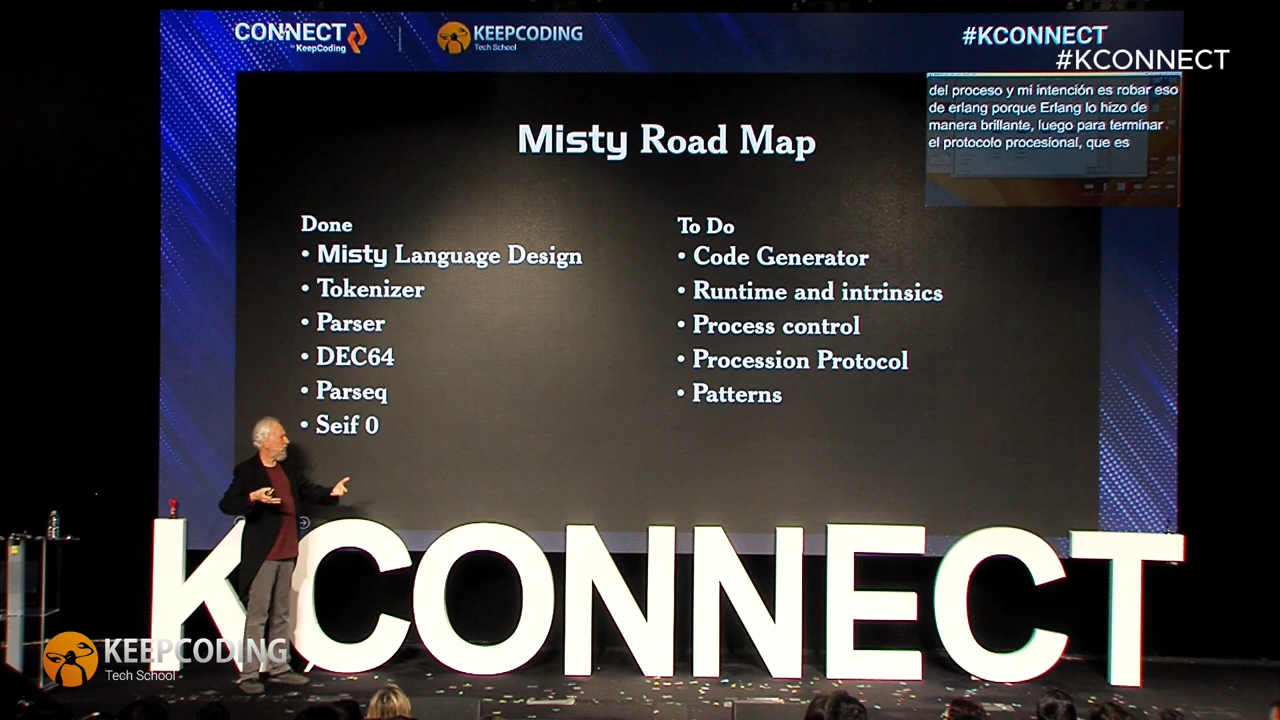 CONNECT
by KeepCoding
KEEPCODING
Tech School
#KCONNECT
#KCONNECT
del proceso y mi intención es robar eso
de erlang porque Erlang lo hizo de
manera brillante, luego para terminar
el protocolo procesional, que es
Misty Road Map
Done
• Misty Language Design
• Tokenizer
• Parser
• DEC64
• Parseq
• Seif 0
To Do
• Code Generator
• Runtime and intrinsics
• Process control
• Procession Protocol
• Patterns
KCONNECT
KEEPCODING
Tech School